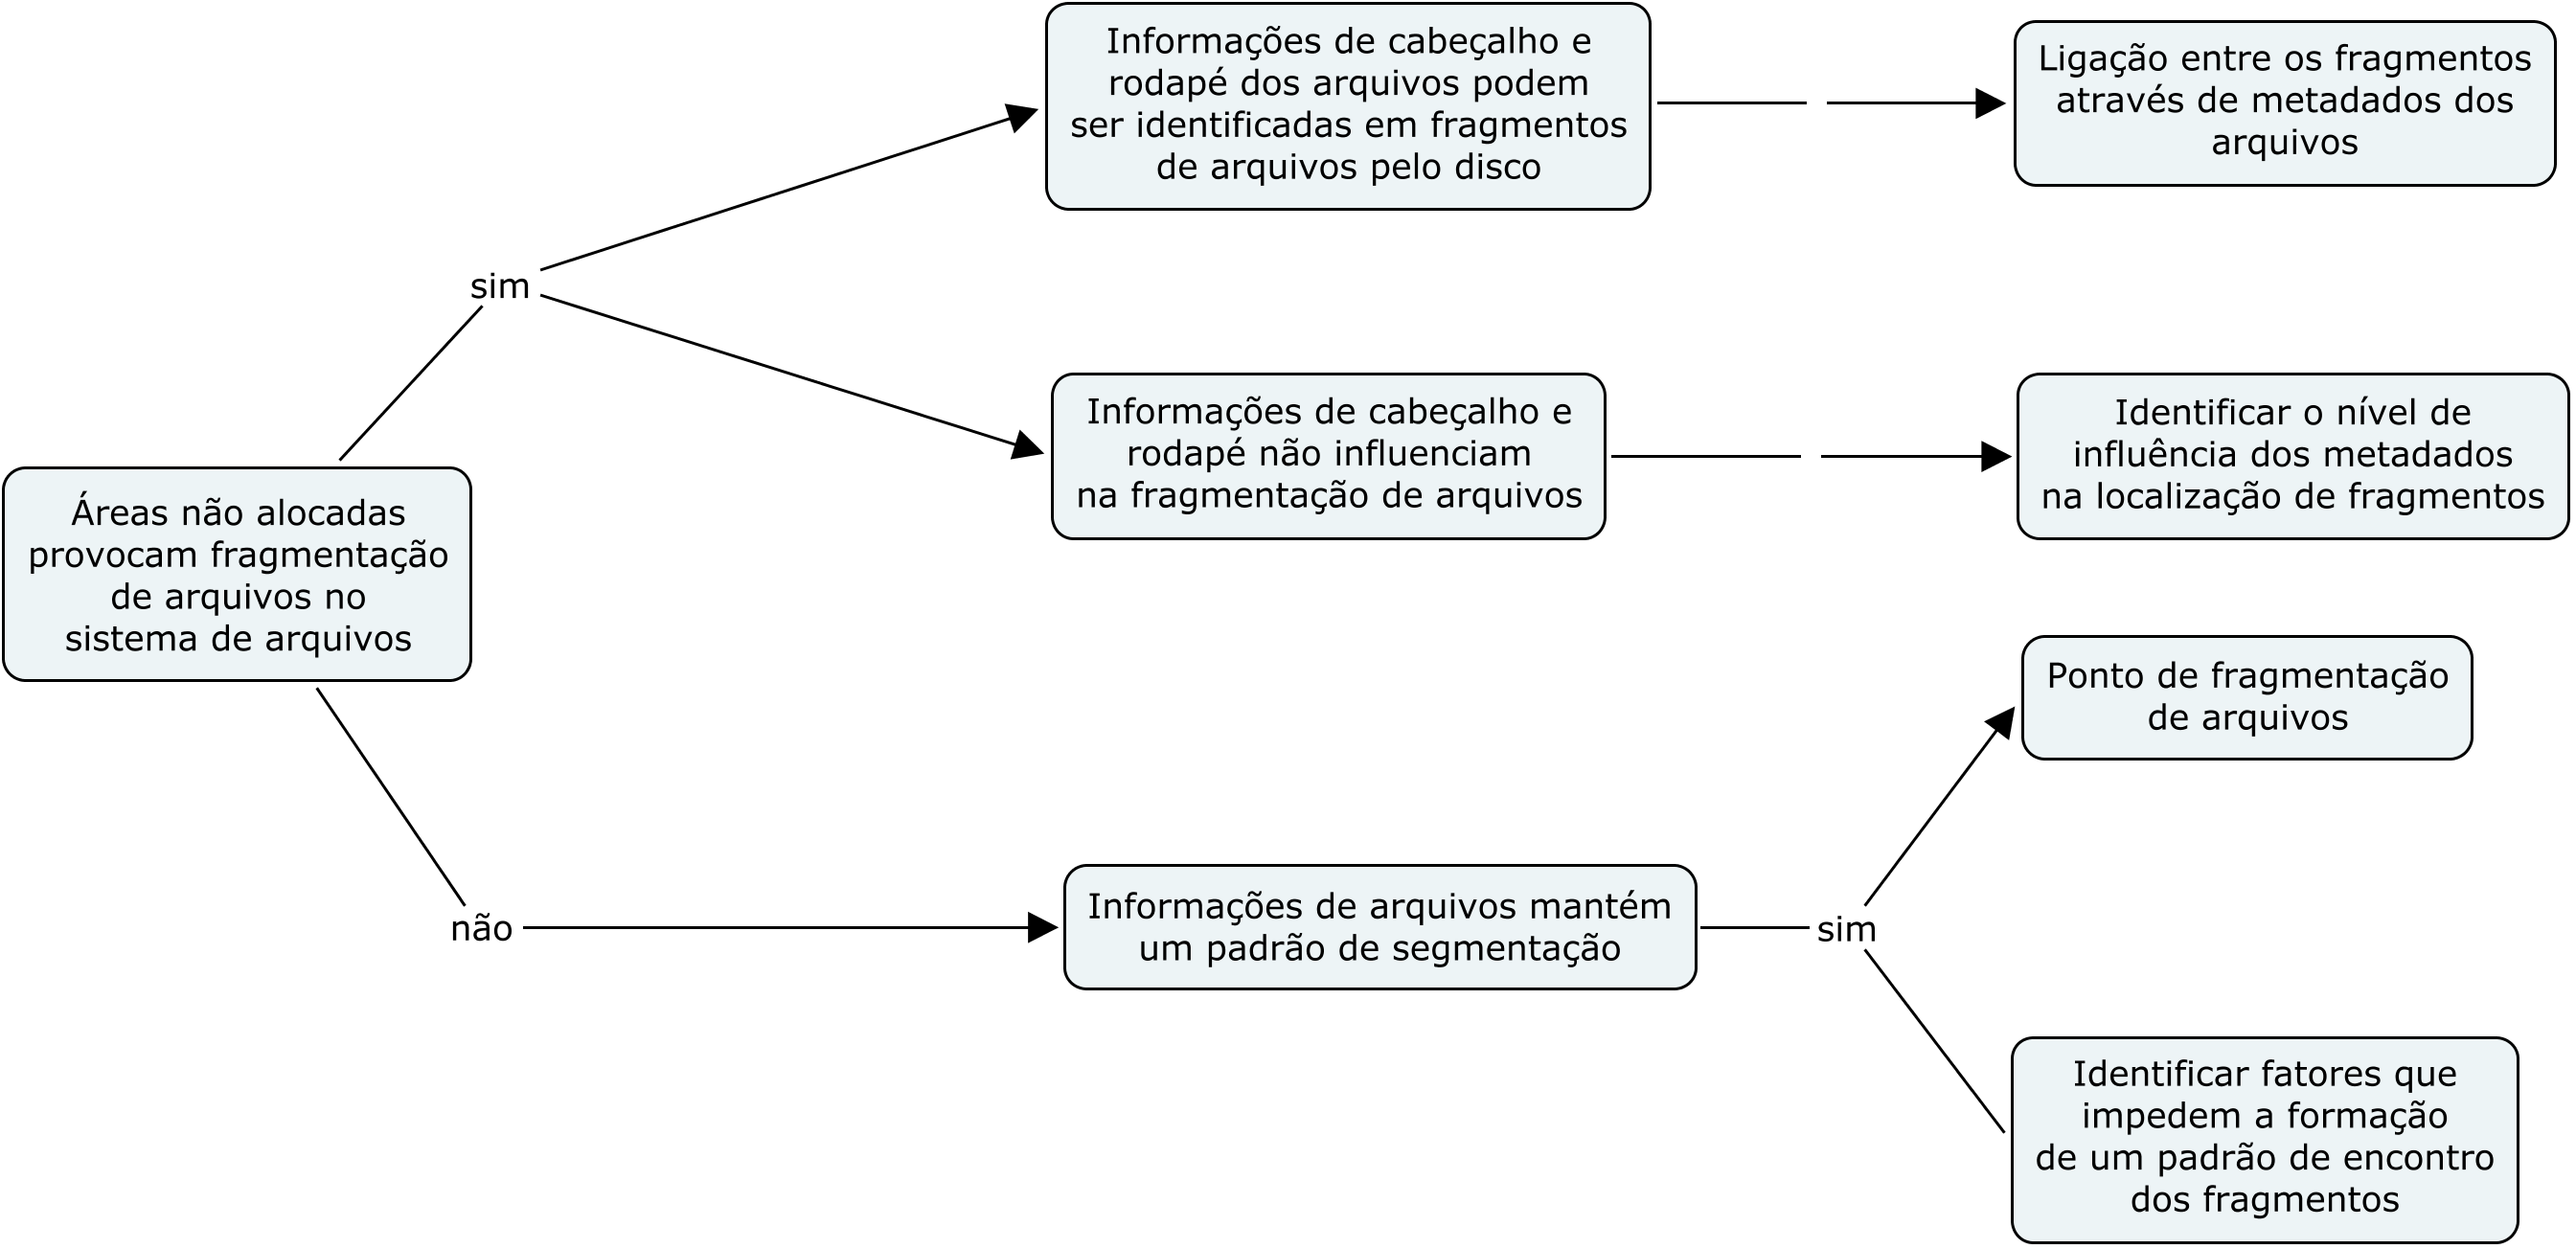 Informações de cabeçalho e
rodapé dos arquivos podem
ser identificadas em fragmentos
de arquivos pelo disco
Ligação entre os fragmentos
através de metadados dos
arquivos
sim
Informações de cabeçalho e
rodapé não influenciam
na fragmentação de arquivos
Identificar o nível de
influência dos metadados
na localização de fragmentos
Áreas não alocadas
provocam fragmentação
de arquivos no
sistema de arquivos
Ponto de fragmentação
de arquivos
não
Informações de arquivos mantém
um padrão de segmentação
sim
Identificar fatores que
impedem a formação
de um padrão de encontro
dos fragmentos